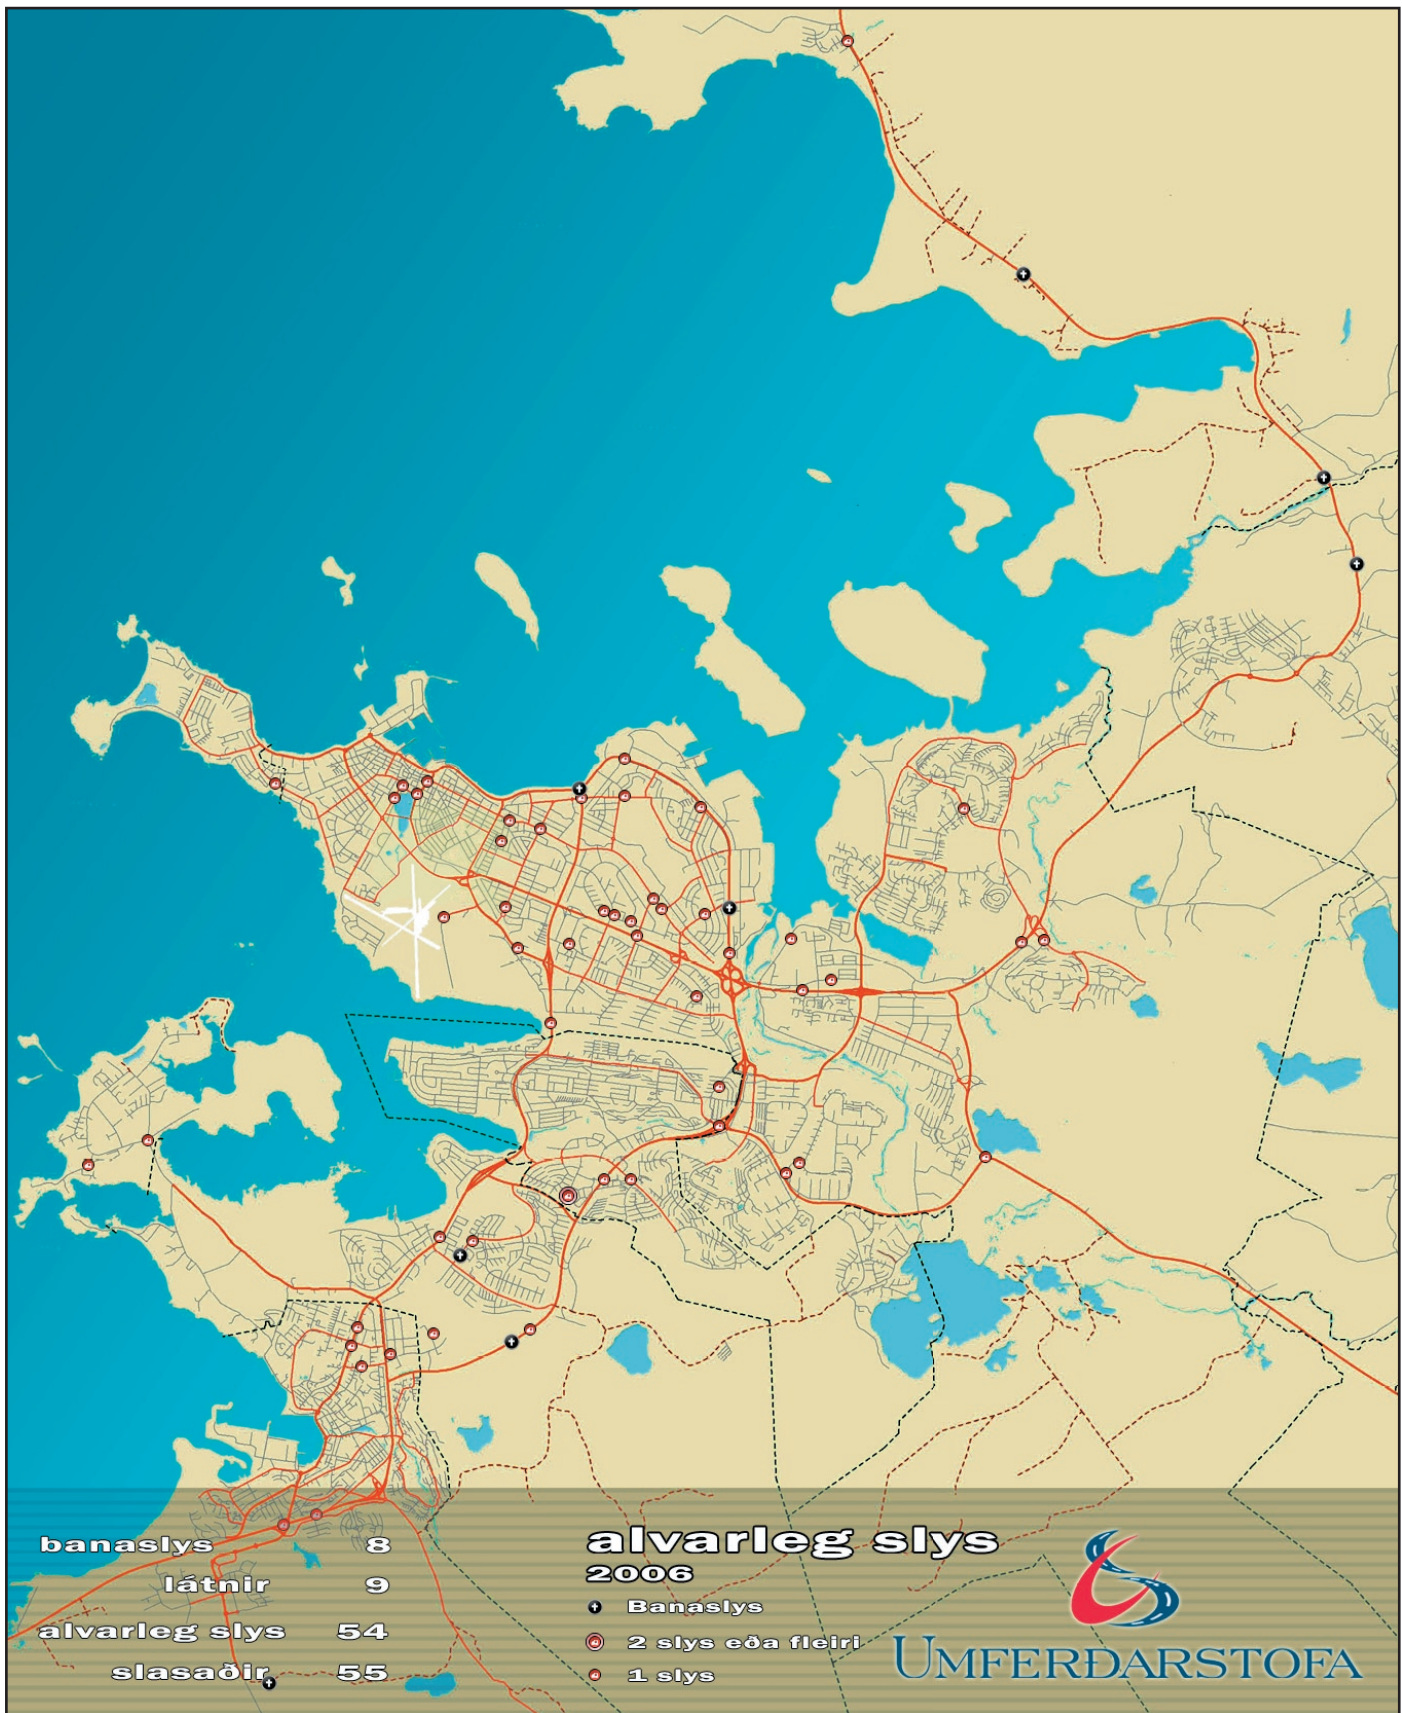 banaslys 8
látnir 9
alvarleg slys 54
slasaðir 55
alvarleg slys
2006
Banaslys
2 slys eða fleiri
1 slys
UMFERÐARSTOFA